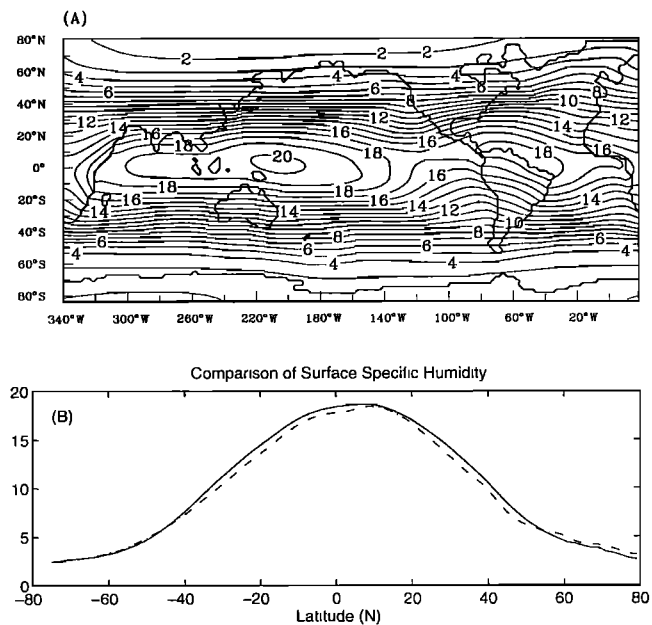 (A)
80°N
60°N
40°N
20°N
0°
20°S
40°S
60°S
80°S
2 2
4 4 4
6 6 6 8
8 10
12 14 16 16 12 14 12
18 16
20 18 18
18 18 16
16 16 14 16
14 14 12 14
10
8 8 8
6 6 6 6
4 4 4
340°W 300°W 260°W 220°W 180°W 140°W 100°W 60°W 20°W
Comparison of Surface Specific Humidity
(B)
20
15
10
5
0
−80 −60 −40 −20 0 20 40 60 80
Latitude (N)